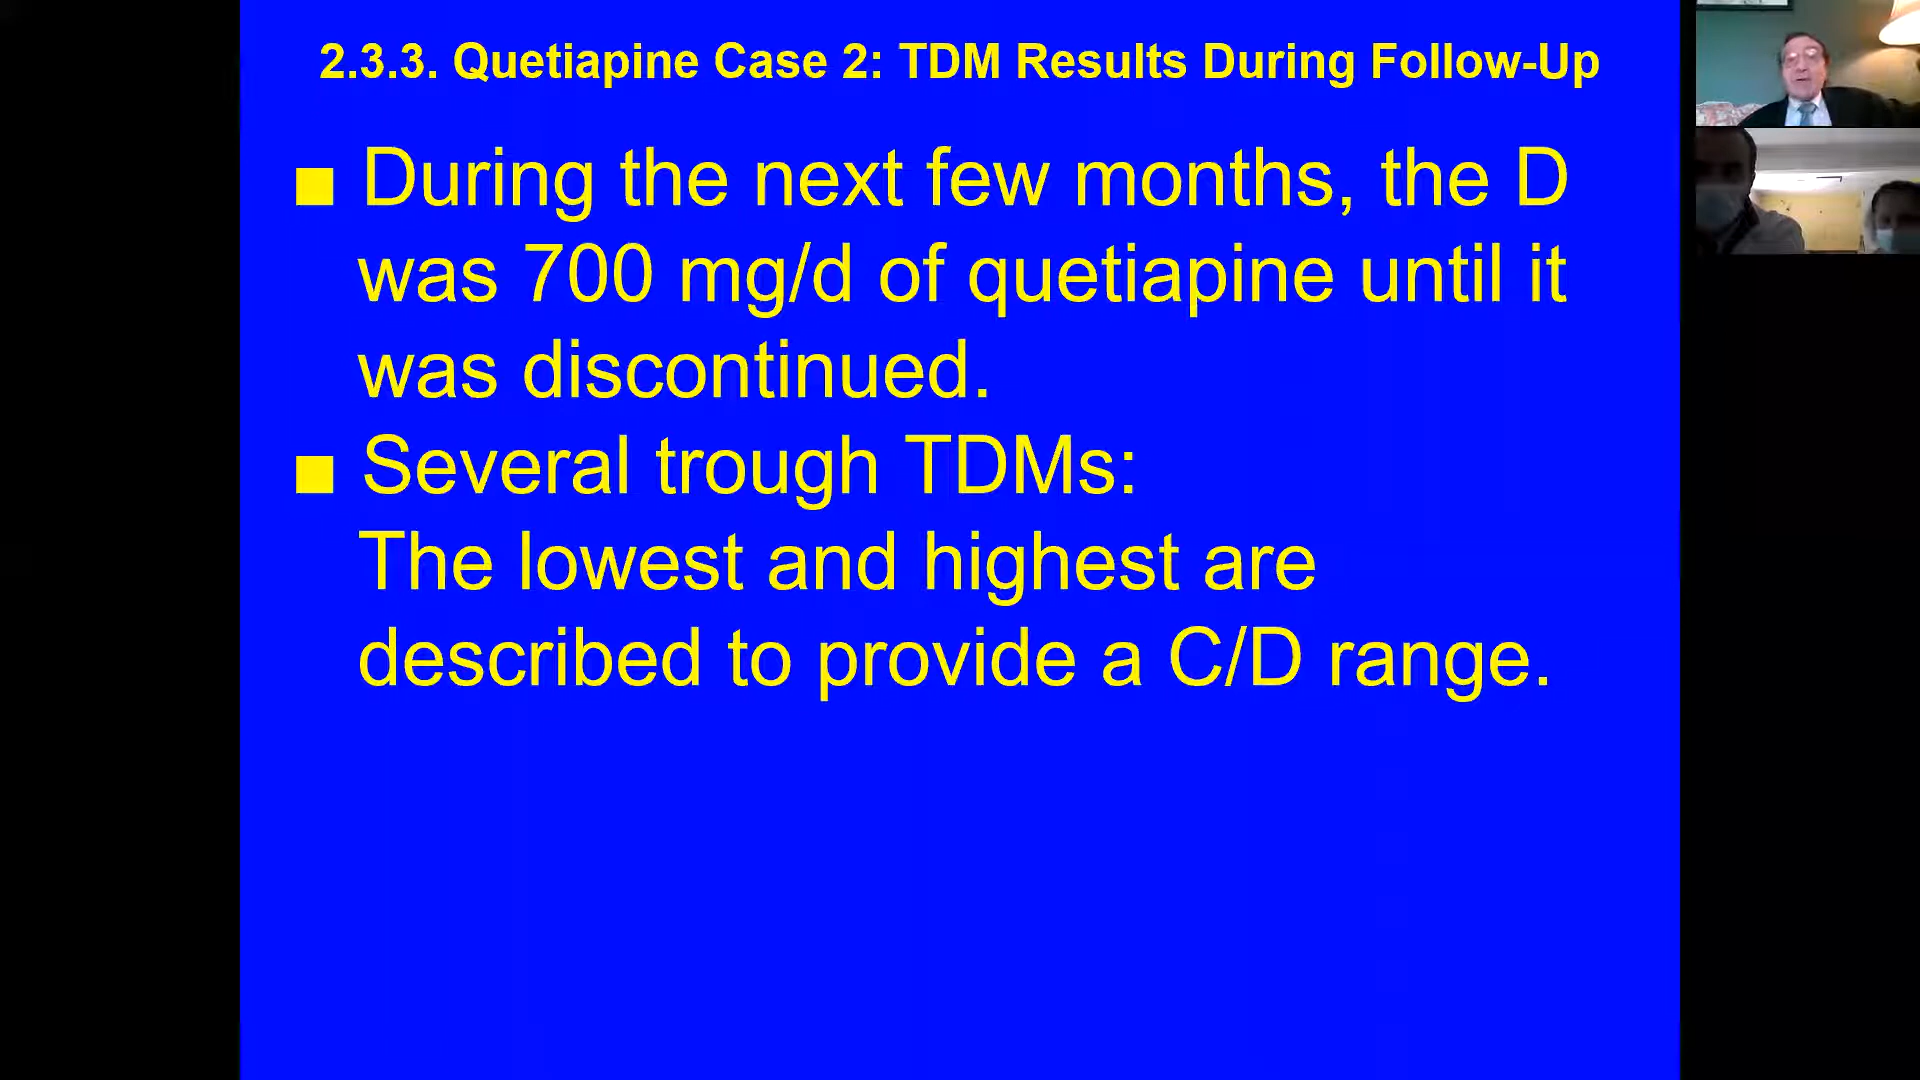 2.3.3. Quetiapine Case 2: TDM Results During Follow-Up
■ During the next few months, the D
was 700 mg/d of quetiapine until it
was discontinued.
■ Several trough TDMs:
The lowest and highest are
described to provide a C/D range.